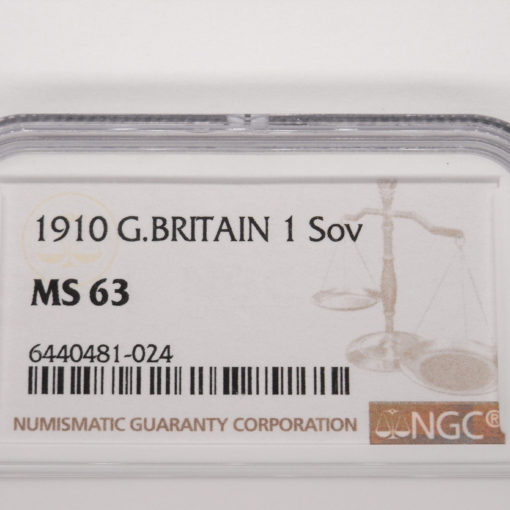 1910 G.BRITAIN 1 Sov
MS 63
6440481-024
NUMISMATIC GUARANTY CORPORATION NGC®